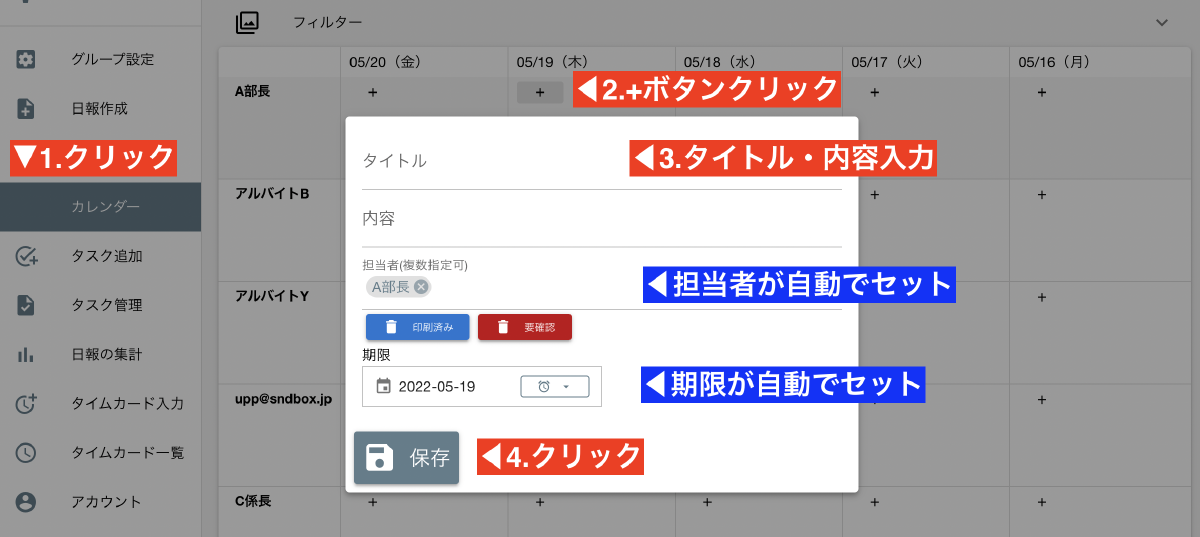 フィルター
グループ設定
日報作成
▼1.クリック
カレンダー
タスク追加
タスク管理
日報の集計
タイムカード入力
タイムカード一覧
アカウント
05/20（金）
05/19（木）
05/18（水）
05/17（火）
05/16（月）
A部長
+
+
◀2.+ボタンクリック
+
+
タイトル
◀3.タイトル・内容入力
アルバイトB
+
+
内容
担当者(複数指定可)
A部長
◀担当者が自動でセット
アルバイトY
+
印刷済み
要確認
期限
2022-05-19
◀期限が自動でセット
upp@sndbox.jp
+
保存
◀4.クリック
C係長
+
+
+
+
+